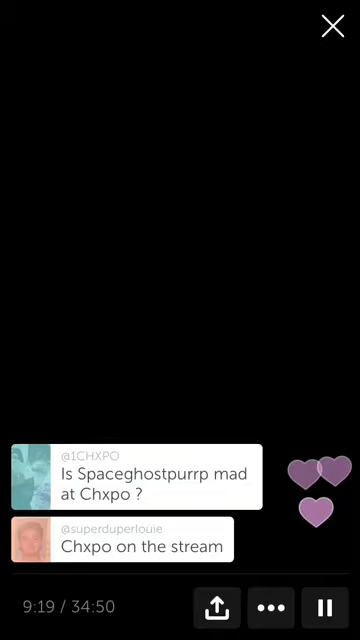 @1CHXPO
Is Spaceghostpurrp mad
at Chxpo ?
@superduperlouie
Chxpo on the stream
9:19 / 34:50